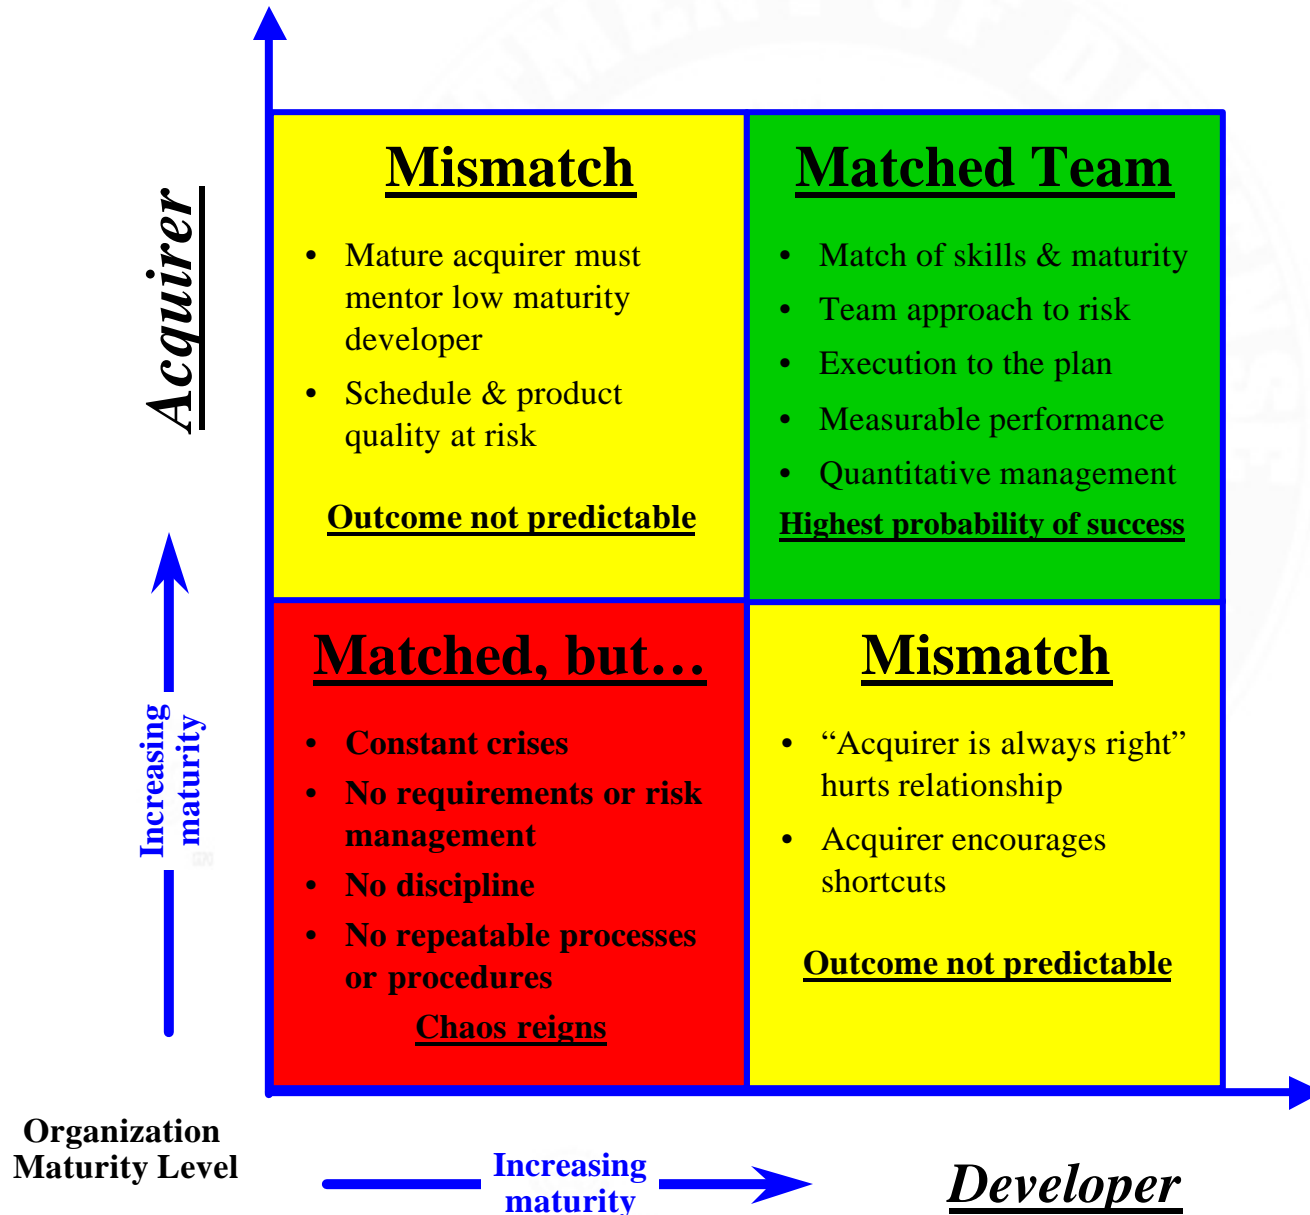 DEPARTMENT OF DEFENSE
Acquirer
Increasing
maturity
Mismatch
• Mature acquirer must
mentor low maturity
developer
• Schedule & product
quality at risk
Outcome not predictable
Matched Team
• Match of skills & maturity
• Team approach to risk
• Execution to the plan
• Measurable performance
• Quantitative management
Highest probability of success
Matched, but…
• Constant crises
• No requirements or risk
management
• No discipline
• No repeatable processes
or procedures
Chaos reigns
Mismatch
• “Acquirer is always right”
hurts relationship
• Acquirer encourages
shortcuts
Outcome not predictable
Organization
Maturity Level
Increasing
maturity
Developer